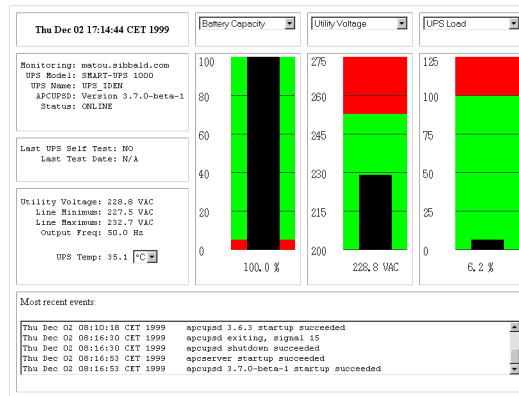 Thu Dec 02 17:14:44 CET 1999
Battery Capacity
Utility Voltage
UPS Load
Monitoring: matou.sibbald.com
UPS Model: SMART-UPS 1000
UPS Name: UPS_IDEN
APCUPSD: Version 3.7.0-beta-1
Status: ONLINE
Last UPS Self Test: NO
Last Test Date: N/A
Utility Voltage: 228.8 VAC
Line Minimum: 227.5 VAC
Line Maximum: 232.7 VAC
Output Freq: 50.0 Hz
UPS Temp: 35.1 °C
100
80
60
40
20
0
100.0 %
275
260
245
230
215
200
228.8 VAC
125
100
75
50
25
0
6.2 %
Most recent events:
Thu Dec 02 08:10:18 CET 1999 apcupsd 3.6.3 startup succeeded
Thu Dec 02 08:16:30 CET 1999 apcupsd exiting, signal 15
Thu Dec 02 08:16:30 CET 1999 apcupsd shutdown succeeded
Thu Dec 02 08:16:53 CET 1999 apcserver startup succeeded
Thu Dec 02 08:16:53 CET 1999 apcupsd 3.7.0-beta-1 startup succeeded